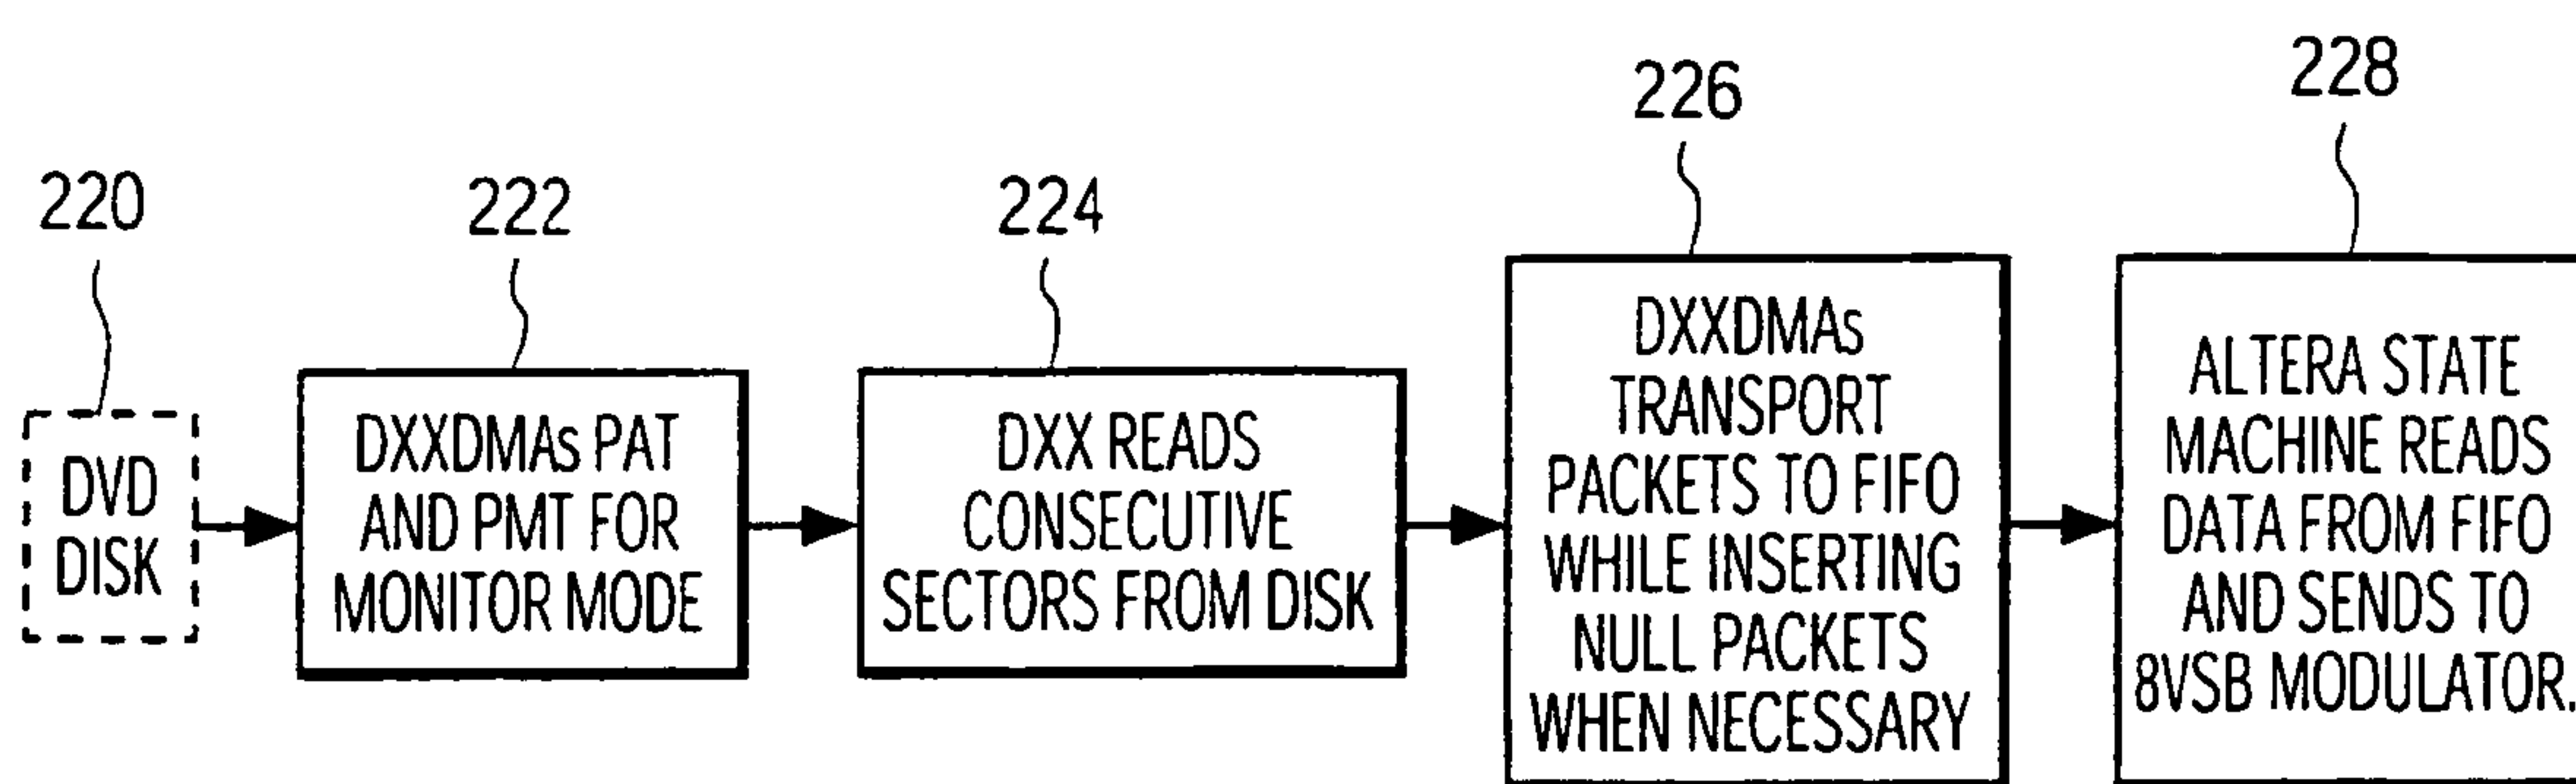 220
DVD
DISK
222
DXXDMAs PAT
AND PMT FOR
MONITOR MODE
224
DXX READS
CONSECUTIVE
SECTORS FROM DISK
226
DXXDMAs
TRANSPORT
PACKETS TO FIFO
WHILE INSERTING
NULL PACKETS
WHEN NECESSARY
228
ALTERA STATE
MACHINE READS
DATA FROM FIFO
AND SENDS TO
8VSB MODULATOR.